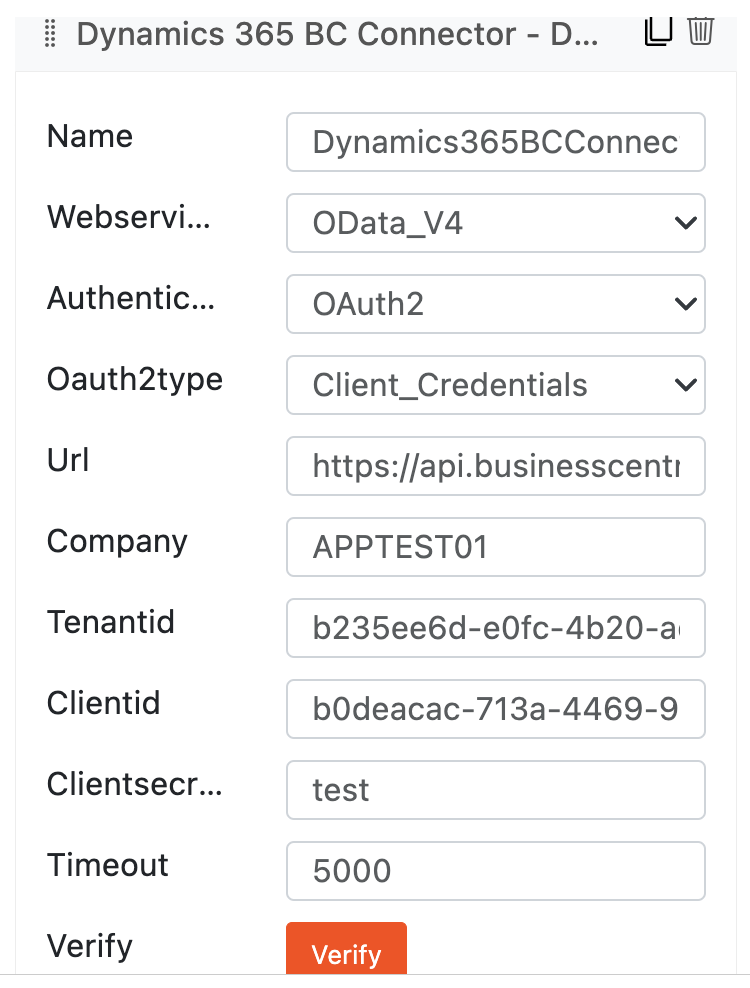 Dynamics 365 BC Connector - D...
Name
Dynamics365BCConnec
Webservi...
OData_V4
Authentic...
OAuth2
Oauth2type
Client_Credentials
Url
https://api.businesscentr
Company
APPTEST01
Tenantid
b235ee6d-e0fc-4b20-a
Clientid
b0deacac-713a-4469-9
Clientsecr...
test
Timeout
5000
Verify
Verify